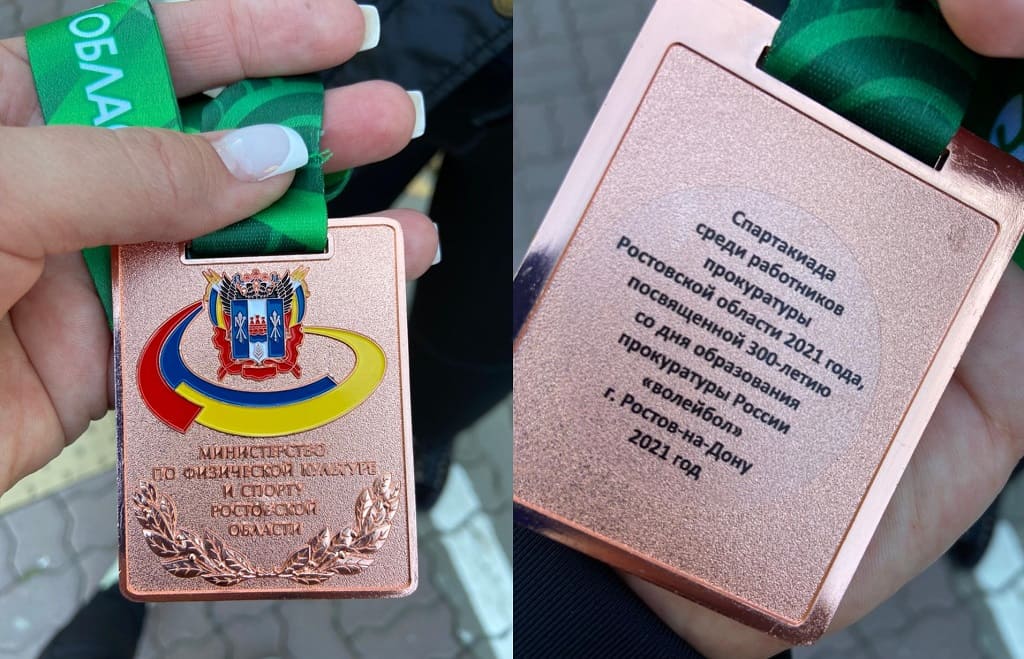 ОБЛА
МИНИСТЕРСТВО
ПО ФИЗИЧЕСКОЙ КУЛЬТУРЕ
И СПОРТУ
РОСТОВСКОЙ
ОБЛАСТИ
Спартакиада
среди работников
прокуратуры
Ростовской области 2021 года,
посвященной 300-летию
со дня образования
прокуратуры России
«волейбол»
г. Ростов-на-Дону
2021 год